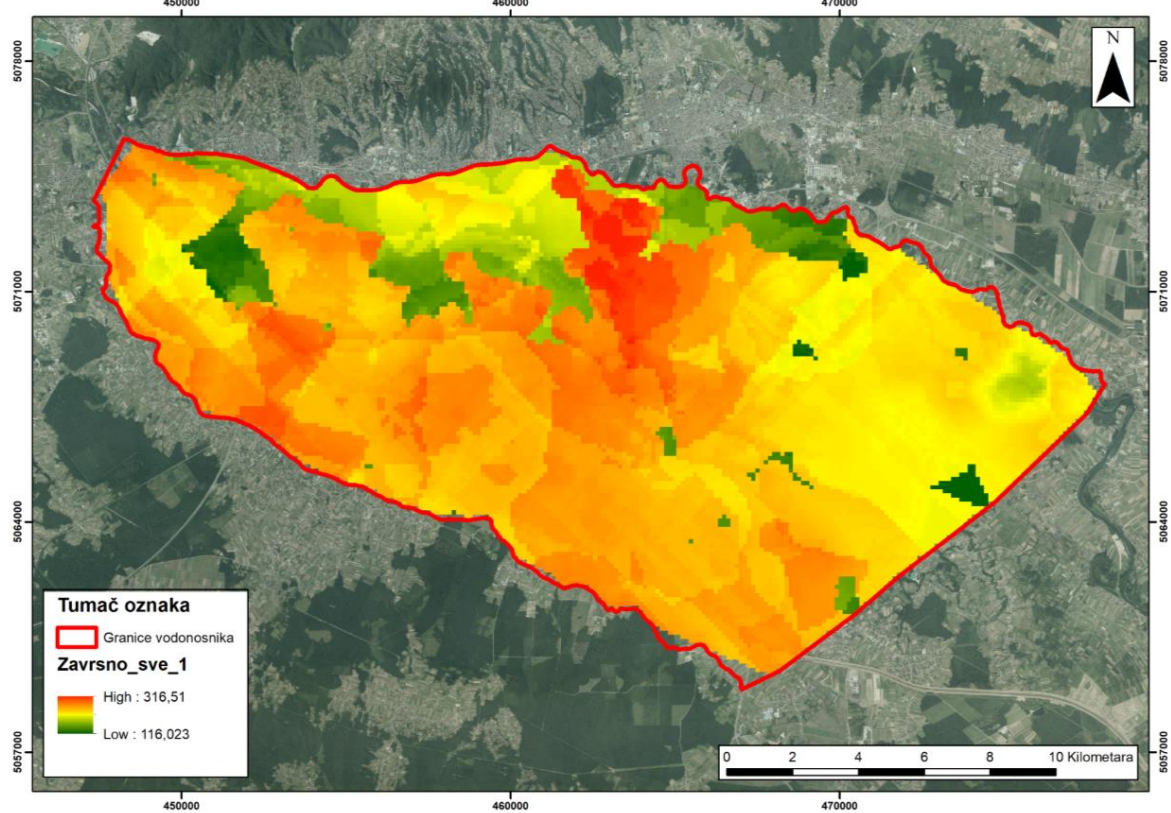 450000 460000 470000
N
5078000 5078000
5071000 5071000
5064000 5064000
5057000 5057000
Tumač oznaka
Granice vodonosnika
Zavrsno_sve_1
High : 316,51
Low : 116,023
0 2 4 6 8 10 Kilometara
450000 460000 470000